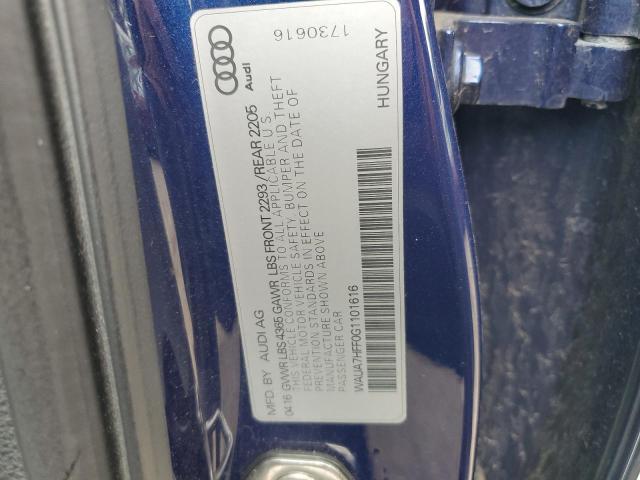 MFD. BY AUDI AG
04.16 GVWR LBS 4365 GAWR LBS FRONT 2293 /REAR 2205
THIS VEHICLE CONFORMS TO ALL APPLICABLE U.S.
FEDERAL MOTOR VEHICLE SAFETY, BUMPER AND THEFT
PREVENTION STANDARDS IN EFFECT ON THE DATE OF
MANUFACTURE SHOWN ABOVE
PASSENGER CAR
WAUA7HFF0G1101616
HUNGARY
Audi
1730616